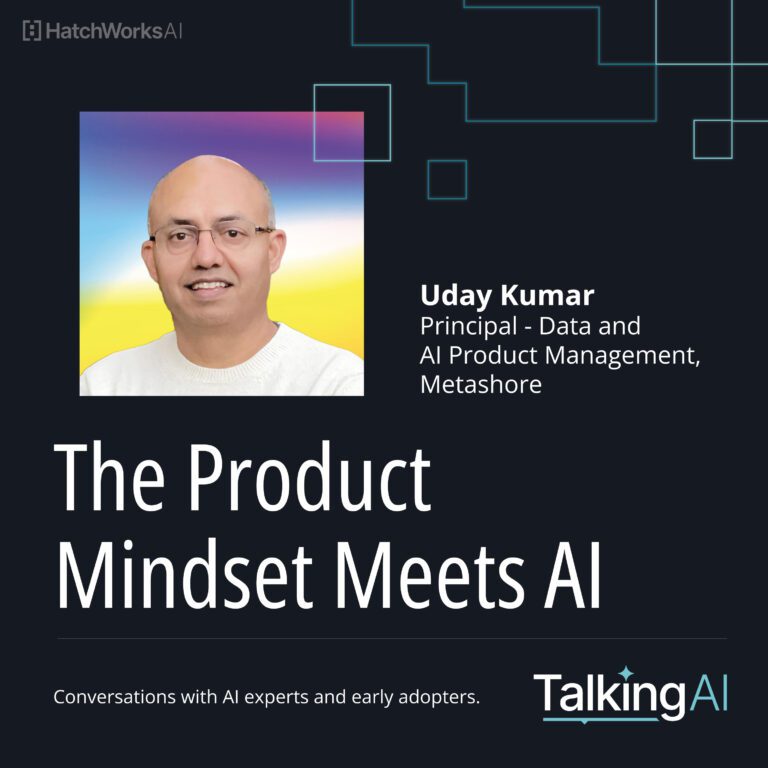 HatchWorksAI
Uday Kumar
Principal - Data and
AI Product Management,
Metashore
The Product
Mindset Meets AI
Conversations with AI experts and early adopters.
TalkingAI